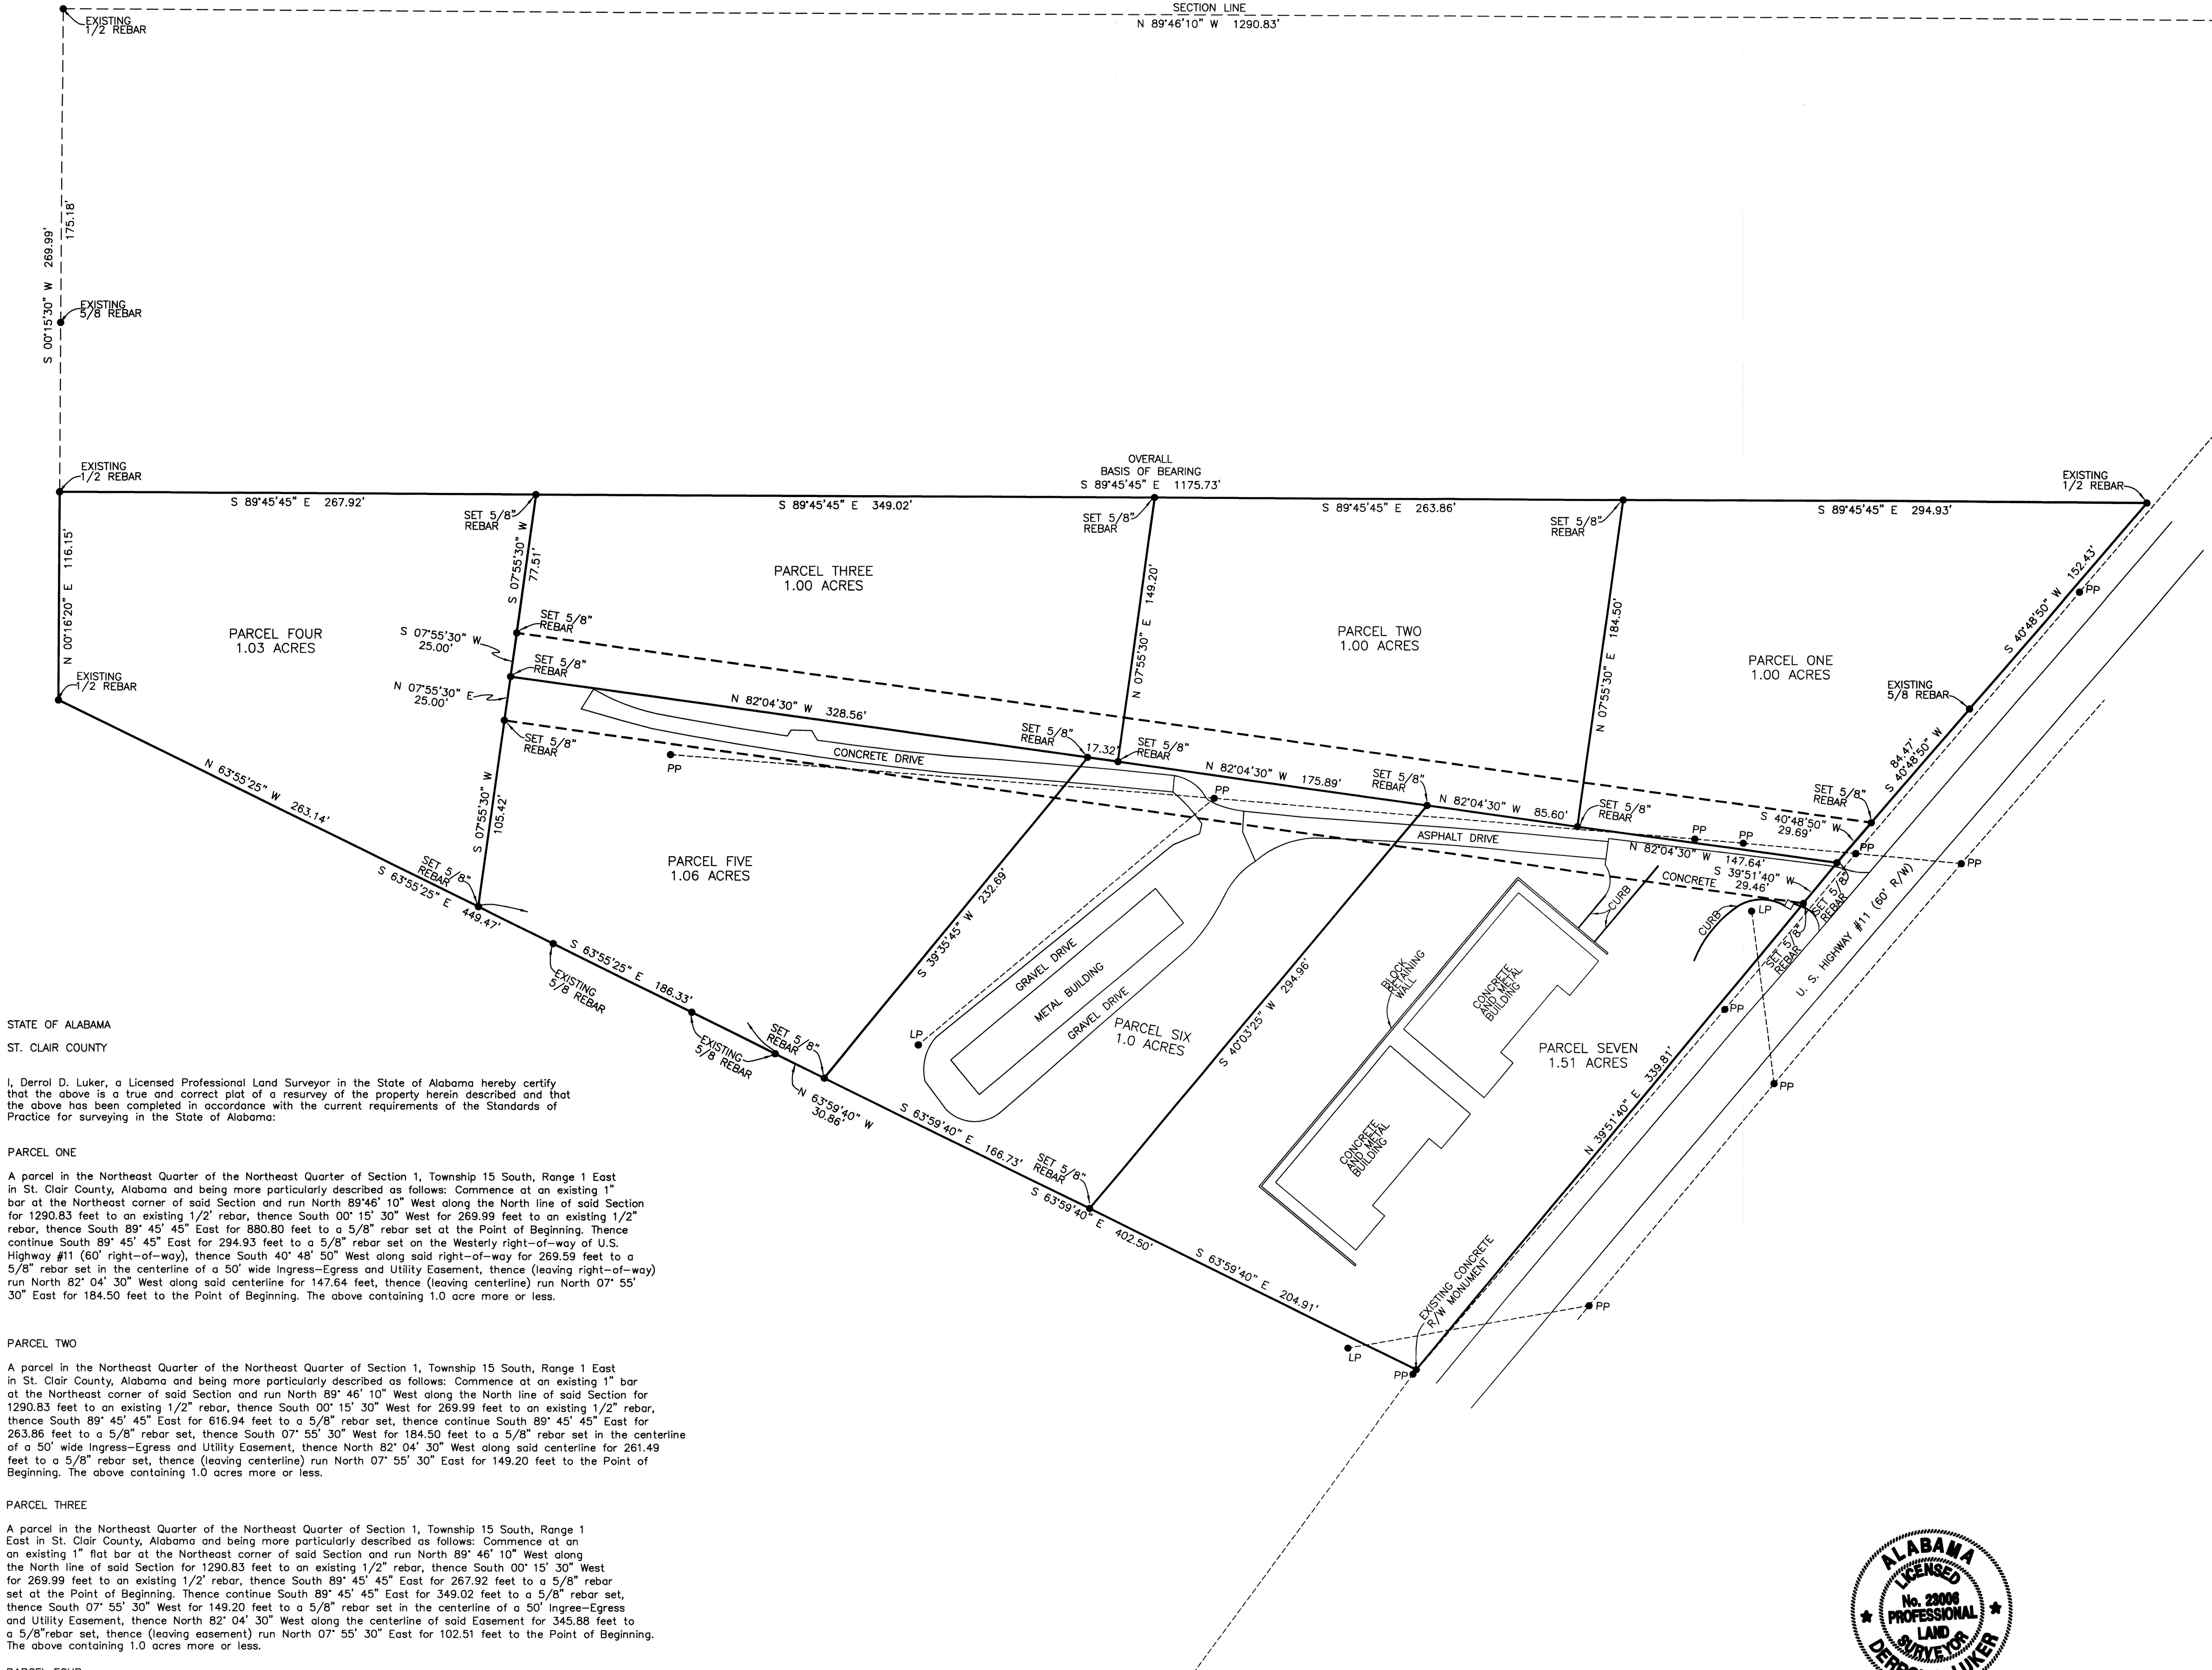 SECTION LINE
N 89°46'10" W 1290.83'
EXISTING
1/2 REBAR
S 00°15'30" W 269.99'
175.18'
EXISTING
5/8 REBAR
EXISTING
1/2 REBAR
OVERALL
BASIS OF BEARING
S 89°45'45" E 1175.73'
EXISTING
1/2 REBAR
S 89°45'45" E 267.92'
S 89°45'45" E 349.02'
S 89°45'45" E 263.86'
S 89°45'45" E 294.93'
SET 5/8"
REBAR
SET 5/8"
REBAR
SET 5/8"
REBAR
N 00°16'20" E 116.15'
S 07°55'30" W
77.51'
PARCEL THREE
1.00 ACRES
N 07°55'30" E 149.20'
N 07°55'30" E 184.50'
S 40°48'50" W 152.43'
PP
PARCEL FOUR
1.03 ACRES
S 07°55'30" W
25.00'
SET 5/8"
REBAR
PARCEL TWO
1.00 ACRES
PARCEL ONE
1.00 ACRES
EXISTING
1/2 REBAR
N 07°55'30" E
25.00'
SET 5/8"
REBAR
EXISTING
5/8 REBAR
N 82°04'30" W 328.56'
SET 5/8"
REBAR
17.32'
SET 5/8"
REBAR
SET 5/8"
REBAR
PP
CONCRETE DRIVE
N 82°04'30" W 175.89'
SET 5/8"
REBAR
84.47'
S 40°48'50" W
PP
N 82°04'30" W 85.60'
SET 5/8"
REBAR
SET 5/8"
REBAR
S 40°48'50" W
29.69'
N 63°55'25" W 263.14'
S 07°55'30" W
105.42'
ASPHALT DRIVE
PP
PP
PP
PP
N 82°04'30" W 147.64'
S 39°51'40" W
29.46'
CONCRETE
SET 5/8"
REBAR
PARCEL FIVE
1.06 ACRES
SET 5/8"
REBAR
S 63°55'25" E 449.47'
S 39°35'45" W 232.69'
CURB
CURB
LP
SET 5/8"
REBAR
U. S. HIGHWAY #11 (60' R/W)
EXISTING
5/8 REBAR
S 63°55'25" E 186.33'
GRAVEL DRIVE
METAL BUILDING
GRAVEL DRIVE
BLOCK
RETAINING
WALL
CONCRETE
AND METAL
BUILDING
PP
LP
PARCEL SIX
1.0 ACRES
S 40°03'25" W 294.96'
PARCEL SEVEN
1.51 ACRES
EXISTING
5/8 REBAR
SET 5/8"
REBAR
N 63°59'40" W
30.86'
N 39°51'40" E 339.81'
PP
S 63°59'40" E 166.73'
SET 5/8"
REBAR
CONCRETE
AND METAL
BUILDING
S 63°59'40" E 402.50'
S 63°59'40" E 204.91'
EXISTING CONCRETE
R/W MONUMENT
PP
LP
PP
STATE OF ALABAMA
ST. CLAIR COUNTY
I, Derrol D. Luker, a Licensed Professional Land Surveyor in the State of Alabama hereby certify
that the above is a true and correct plat of a resurvey of the property herein described and that
the above has been completed in accordance with the current requirements of the Standards of
Practice for surveying in the State of Alabama:
PARCEL ONE
A parcel in the Northeast Quarter of the Northeast Quarter of Section 1, Township 15 South, Range 1 East
in St. Clair County, Alabama and being more particularly described as follows: Commence at an existing 1"
bar at the Northeast corner of said Section and run North 89°46' 10" West along the North line of said Section
for 1290.83 feet to an existing 1/2' rebar, thence South 00° 15' 30" West for 269.99 feet to an existing 1/2"
rebar, thence South 89° 45' 45" East for 880.80 feet to a 5/8" rebar set at the Point of Beginning. Thence
continue South 89° 45' 45" East for 294.93 feet to a 5/8" rebar set on the Westerly right-of-way of U.S.
Highway #11 (60' right-of-way), thence South 40° 48' 50" West along said right-of-way for 269.59 feet to a
5/8" rebar set in the centerline of a 50' wide Ingress-Egress and Utility Easement, thence (leaving right-of-way)
run North 82° 04' 30" West along said centerline for 147.64 feet, thence (leaving centerline) run North 07° 55'
30" East for 184.50 feet to the Point of Beginning. The above containing 1.0 acre more or less.
PARCEL TWO
A parcel in the Northeast Quarter of the Northeast Quarter of Section 1, Township 15 South, Range 1 East
in St. Clair County, Alabama and being more particularly described as follows: Commence at an existing 1" bar
at the Northeast corner of said Section and run North 89° 46' 10" West along the North line of said Section for
1290.83 feet to an existing 1/2" rebar, thence South 00° 15' 30" West for 269.99 feet to an existing 1/2" rebar,
thence South 89° 45' 45" East for 616.94 feet to a 5/8" rebar set, thence continue South 89° 45' 45" East for
263.86 feet to a 5/8" rebar set, thence South 07° 55' 30" West for 184.50 feet to a 5/8" rebar set in the centerline
of a 50' wide Ingress-Egress and Utility Easement, thence North 82° 04' 30" West along said centerline for 261.49
feet to a 5/8" rebar set, thence (leaving centerline) run North 07° 55' 30" East for 149.20 feet to the Point of
Beginning. The above containing 1.0 acres more or less.
PARCEL THREE
A parcel in the Northeast Quarter of the Northeast Quarter of Section 1, Township 15 South, Range 1
East in St. Clair County, Alabama and being more particularly described as follows: Commence at an
an existing 1" flat bar at the Northeast corner of said Section and run North 89° 46' 10" West along
the North line of said Section for 1290.83 feet to an existing 1/2" rebar, thence South 00° 15' 30" West
for 269.99 feet to an existing 1/2' rebar, thence South 89° 45' 45" East for 267.92 feet to a 5/8" rebar
set at the Point of Beginning. Thence continue South 89° 45' 45" East for 349.02 feet to a 5/8" rebar set,
thence South 07° 55' 30" West for 149.20 feet to a 5/8" rebar set in the centerline of a 50' Ingree-Egress
and Utility Easement, thence North 82° 04' 30" West along the centerline of said Easement for 345.88 feet to
a 5/8"rebar set, thence (leaving easement) run North 07° 55' 30" East for 102.51 feet to the Point of Beginning.
The above containing 1.0 acres more or less.
PARCEL FOUR
ALABAMA
LICENSED
No. 23006
PROFESSIONAL
LAND
SURVEYOR
LUKER